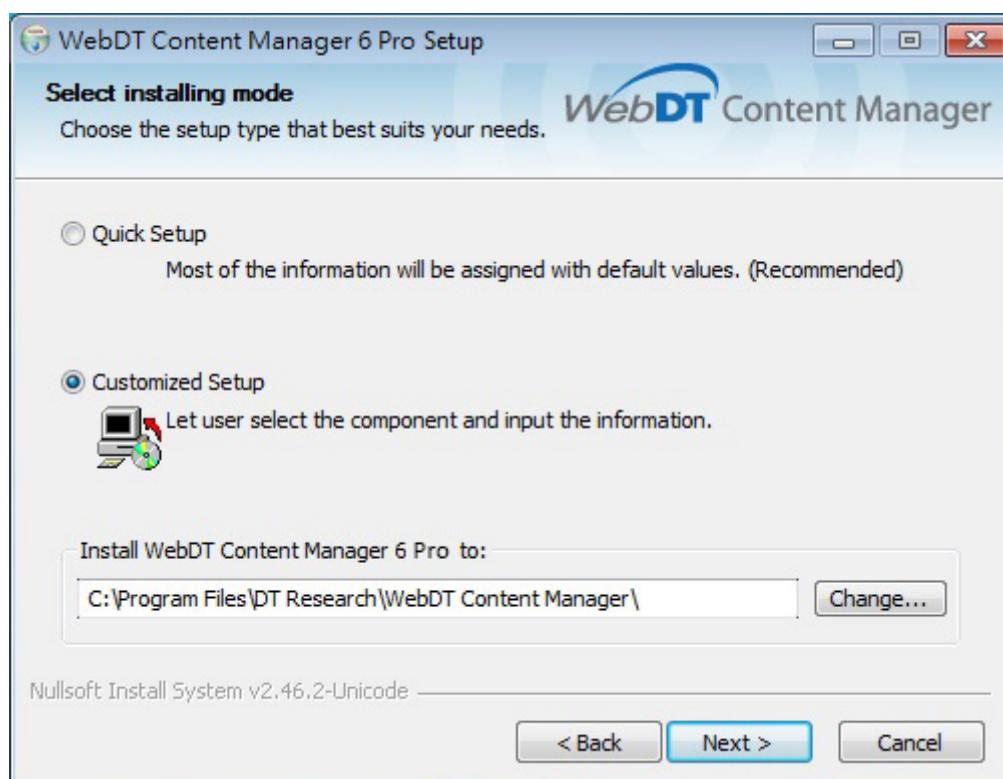 WebDT Content Manager 6 Pro Setup
Select installing mode
Choose the setup type that best suits your needs.
WebDT Content Manager
Quick Setup
Most of the information will be assigned with default values. (Recommended)
Customized Setup
Let user select the component and input the information.
Install WebDT Content Manager 6 Pro to:
C:\Program Files\DT Research\WebDT Content Manager\
Change...
Nullsoft Install System v2.46.2-Unicode
< Back
Next >
Cancel